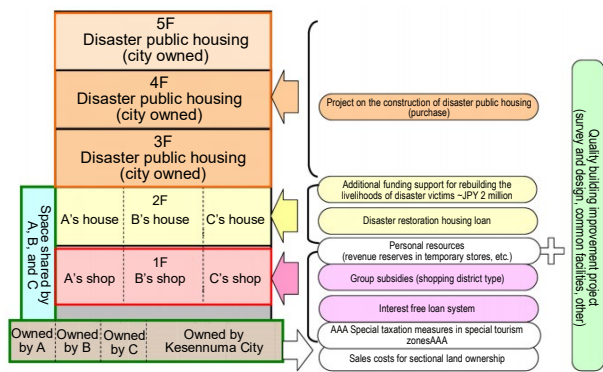 5F
Disaster public housing
(city owned)
4F
Disaster public housing
(city owned)
3F
Disaster public housing
(city owned)
2F
A's house
B's house
C's house
1F
A's shop
B's shop
C's shop
Space shared by
A, B, and C
Owned
by A
Owned
by B
Owned
by C
Owned by
Kesennuma City
Project on the construction of disaster public housing
(purchase)
Additional funding support for rebuilding the
livelihoods of disaster victims ~JPY 2 million
Disaster restoration housing loan
Personal resources
(revenue reserves in temporary stores, etc.)
Group subsidies (shopping district type)
Interest free loan system
AAA Special taxation measures in special tourism
zonesAAA
Sales costs for sectional land ownership
Quality building improvement project
(survey and design, common facilities, other)